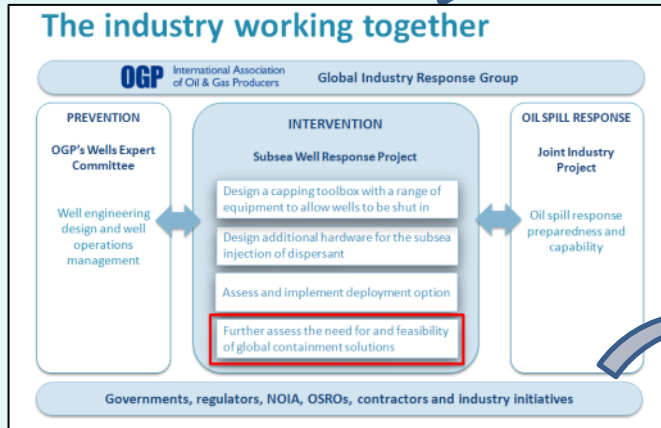 The industry working together
OGP International Association
of Oil & Gas Producers
Global Industry Response Group
PREVENTION
OGP's Wells Expert
Committee
Well engineering
design and well
operations
management
INTERVENTION
Subsea Well Response Project
Design a capping toolbox with a range of
equipment to allow wells to be shut in
Design additional hardware for the subsea
injection of dispersant
Assess and implement deployment option
Further assess the need for and feasibility
of global containment solutions
OIL SPILL RESPONSE
Joint Industry
Project
Oil spill response
preparedness and
capability
Governments, regulators, NOIA, OSROs, contractors and industry initiatives